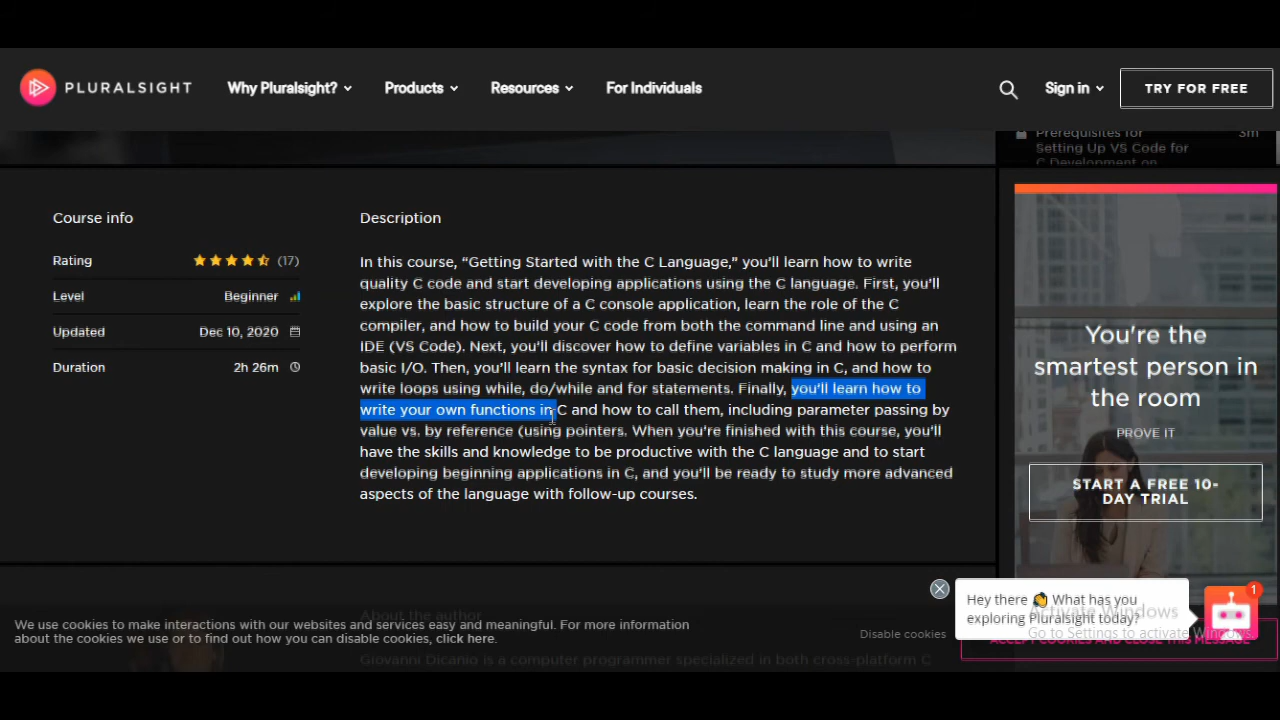 PLURALSIGHT
Why Pluralsight?
Products
Resources
For Individuals
Sign in
TRY FOR FREE
Prerequisites for
Setting Up VS Code for
C Development on
3m
Course info
Rating
(17)
Level
Beginner
Updated
Dec 10, 2020
Duration
2h 26m
Description
In this course, “Getting Started with the C Language,” you’ll learn how to write
quality C code and start developing applications using the C language. First, you’ll
explore the basic structure of a C console application, learn the role of the C
compiler, and how to build your C code from both the command line and using an
IDE (VS Code). Next, you’ll discover how to define variables in C and how to perform
basic I/O. Then, you’ll learn the syntax for basic decision making in C, and how to
write loops using while, do/while and for statements. Finally, you’ll learn how to
write your own functions in C and how to call them, including parameter passing by
value vs. by reference (using pointers. When you’re finished with this course, you’ll
have the skills and knowledge to be productive with the C language and to start
developing beginning applications in C, and you’ll be ready to study more advanced
aspects of the language with follow-up courses.
You're the
smartest person in
the room
PROVE IT
START A FREE 10-
DAY TRIAL
About the author
Giovanni Dicanio is a computer programmer specialized in both cross-platform C
We use cookies to make interactions with our websites and services easy and meaningful. For more information
about the cookies we use or to find out how you can disable cookies, click here.
Disable cookies
ACCEPT COOKIES AND CLOSE THIS MESSAGE
Hey there 👋 What has you
exploring Pluralsight today?
1
Activate Windows
Go to Settings to activate Windows.